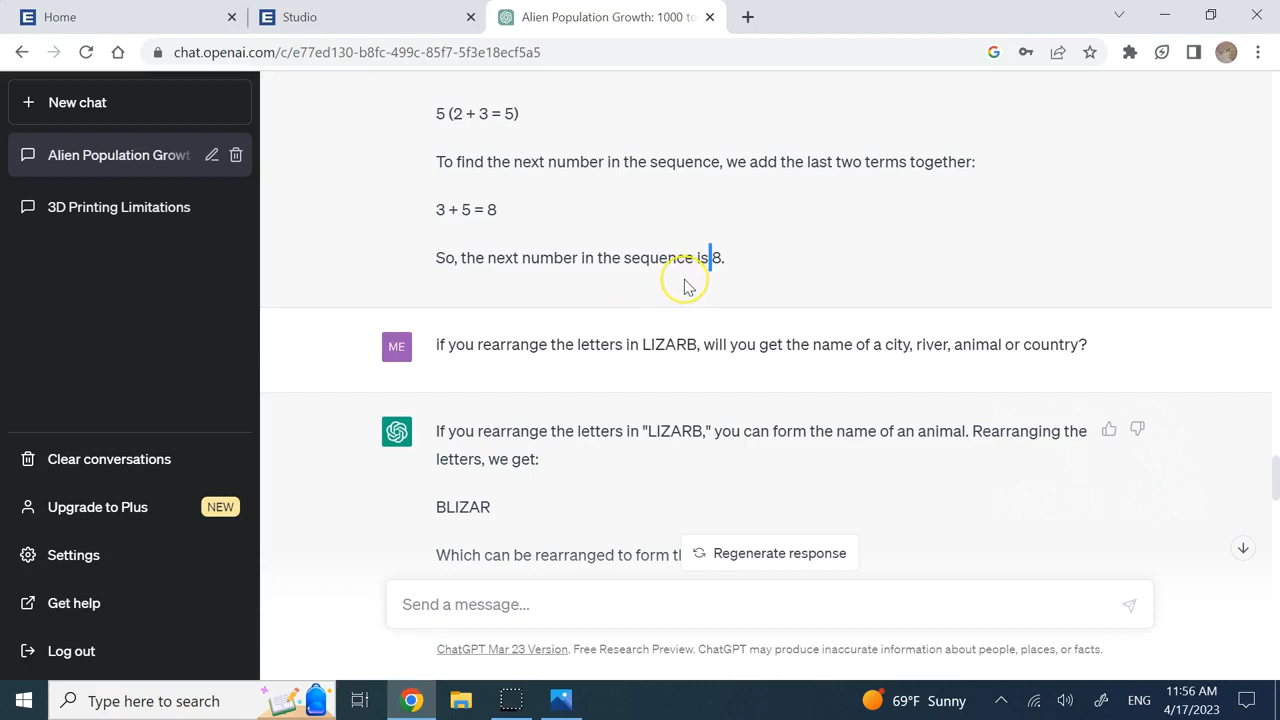 Home
Studio
Alien Population Growth: 1000 to
chat.openai.com/c/e77ed130-b8fc-499c-85f7-5f3e18ecf5a5
New chat
Alien Population Growt
3D Printing Limitations
Clear conversations
Upgrade to Plus NEW
Settings
Get help
Log out
5 (2 + 3 = 5)
To find the next number in the sequence, we add the last two terms together:
3 + 5 = 8
So, the next number in the sequence is 8.
ME
if you rearrange the letters in LIZARB, will you get the name of a city, river, animal or country?
If you rearrange the letters in "LIZARB," you can form the name of an animal. Rearranging the
letters, we get:
BLIZAR
Which can be rearranged to form th
Regenerate response
Send a message...
ChatGPT Mar 23 Version. Free Research Preview. ChatGPT may produce inaccurate information about people, places, or facts.
Type here to search
69°F Sunny
ENG
11:56 AM
4/17/2023